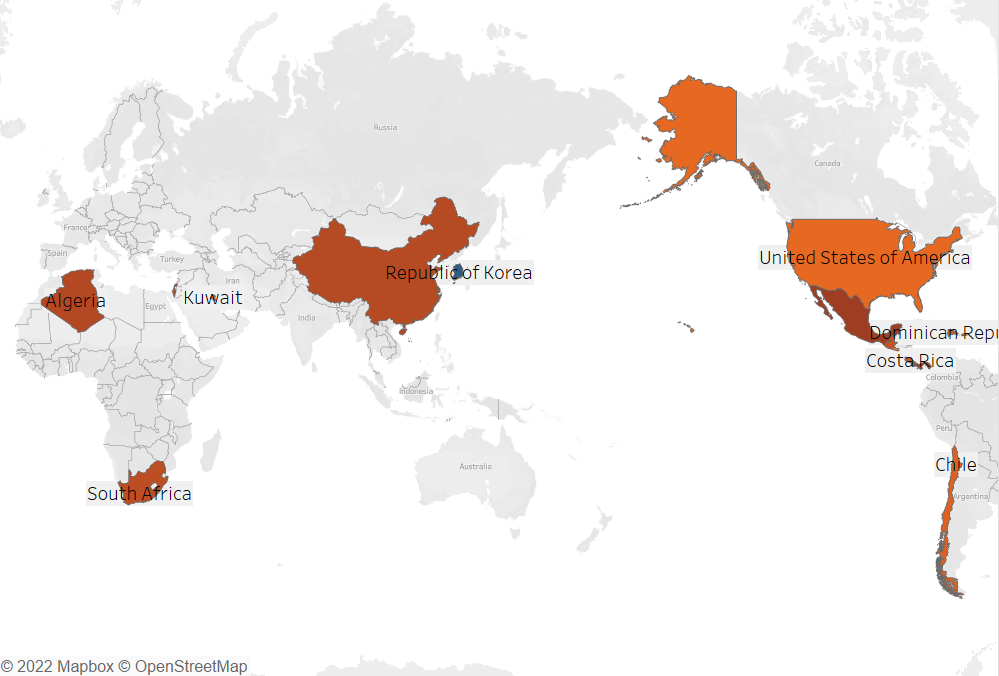 Russia
Canada
France
Spain
Turkey
United States of America
Republic of Korea
Iran
Algeria
Kuwait
Egypt
India
Dominican Repu
Costa Rica
Colombia
Indonesia
Peru
Australia
Chile
South Africa
Argentina
© 2022 Mapbox © OpenStreetMap